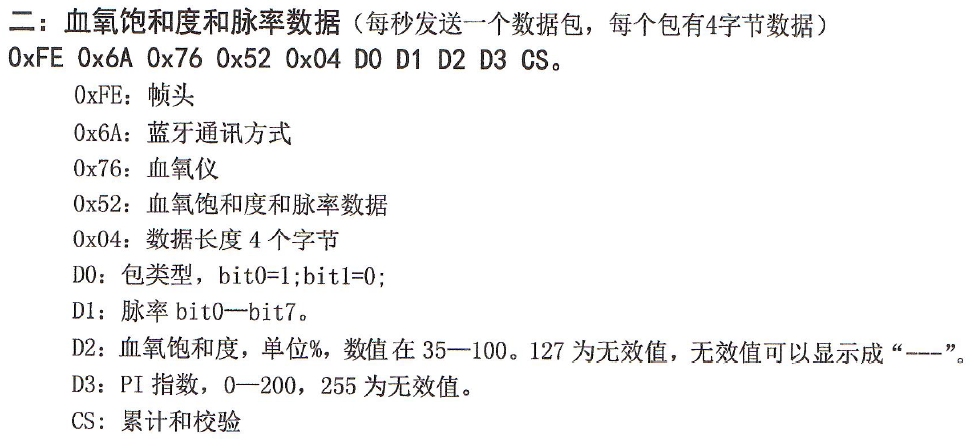 二：血氧饱和度和脉率数据（每秒发送一个数据包，每个包有4字节数据）
0xFE 0x6A 0x76 0x52 0x04 D0 D1 D2 D3 CS。
0xFE：帧头
0x6A：蓝牙通讯方式
0x76：血氧仪
0x52：血氧饱和度和脉率数据
0x04：数据长度 4 个字节
D0：包类型，bit0=1;bit1=0;
D1：脉率 bit0—bit7。
D2：血氧饱和度，单位%，数值在 35—100。127 为无效值，无效值可以显示成“---”。
D3：PI 指数，0—200，255 为无效值。
CS：累计和校验